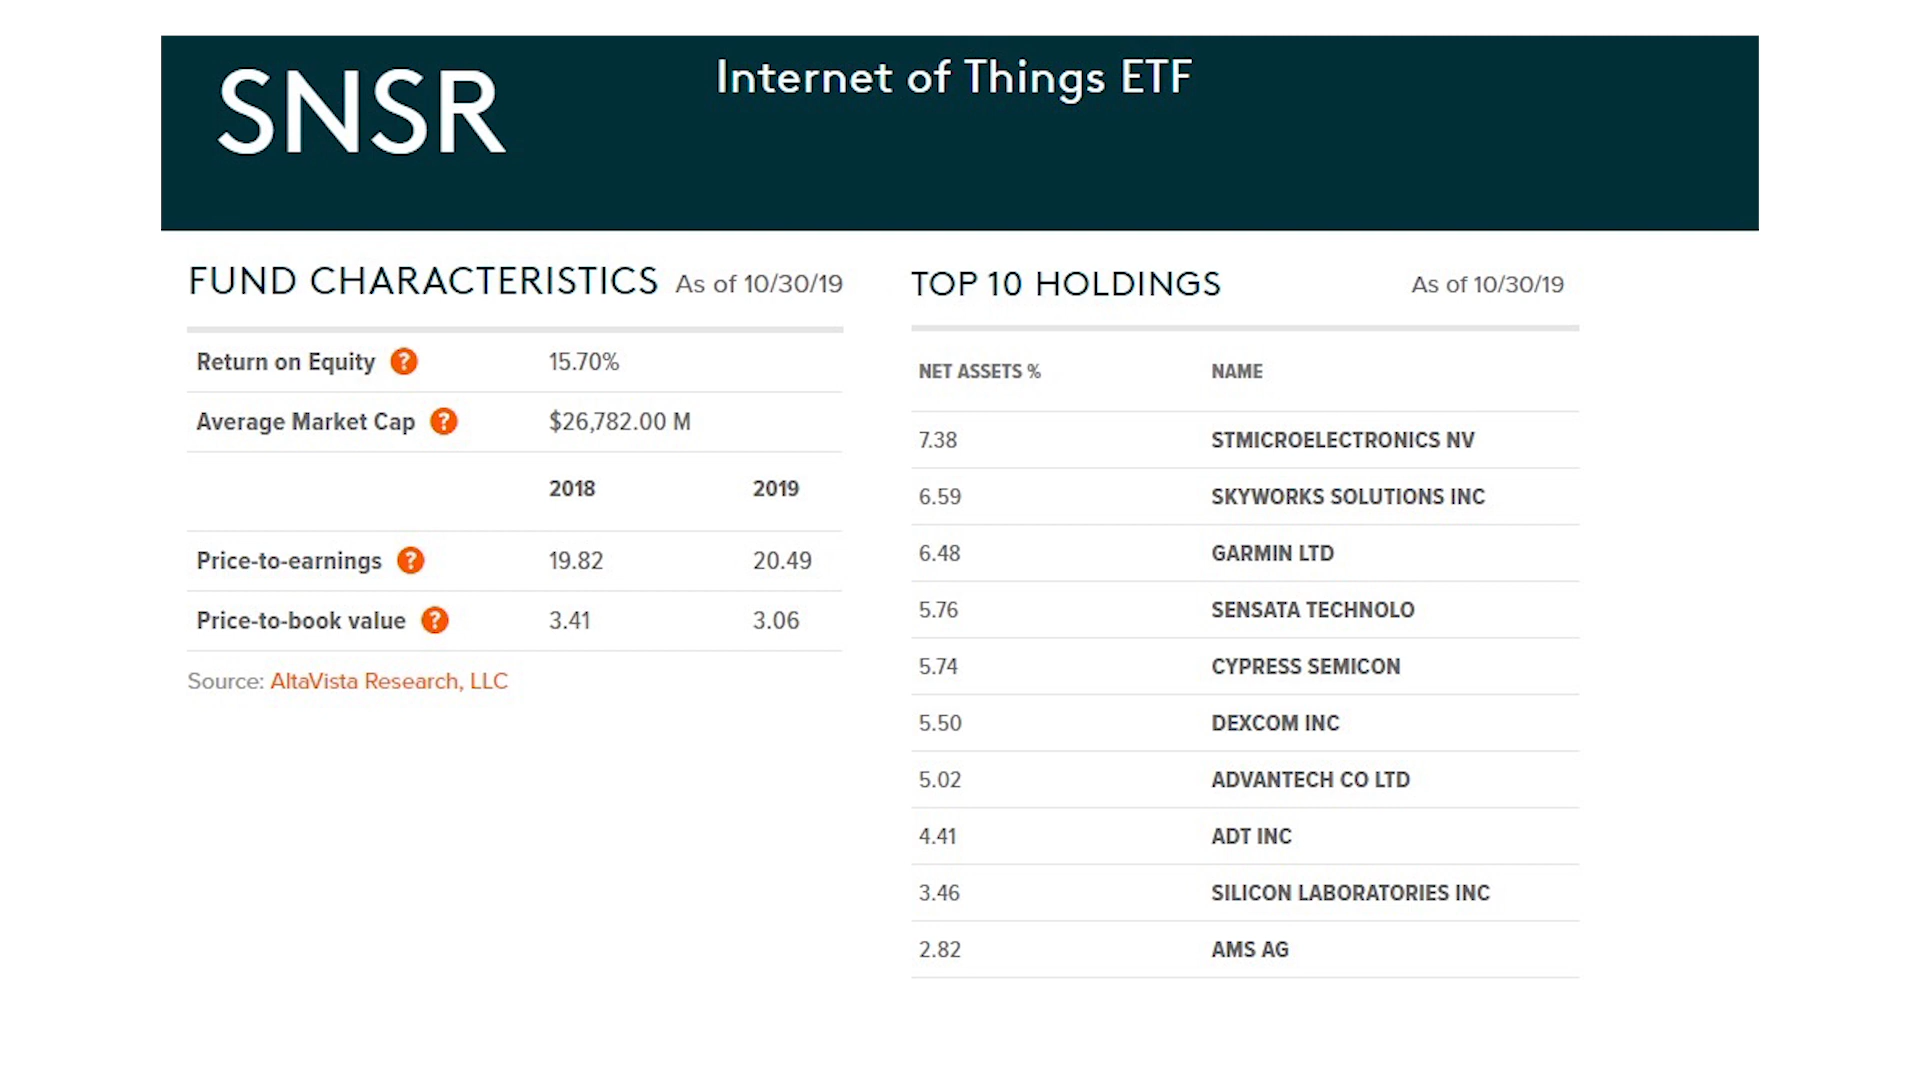 SNSR
Internet of Things ETF
FUND CHARACTERISTICS As of 10/30/19
Return on Equity ? 15.70%
Average Market Cap ? $26,782.00 M
2018 2019
Price-to-earnings ? 19.82 20.49
Price-to-book value ? 3.41 3.06
Source: AltaVista Research, LLC
TOP 10 HOLDINGS As of 10/30/19
NET ASSETS % NAME
7.38 STMICROELECTRONICS NV
6.59 SKYWORKS SOLUTIONS INC
6.48 GARMIN LTD
5.76 SENSATA TECHNOLO
5.74 CYPRESS SEMICON
5.50 DEXCOM INC
5.02 ADVANTECH CO LTD
4.41 ADT INC
3.46 SILICON LABORATORIES INC
2.82 AMS AG